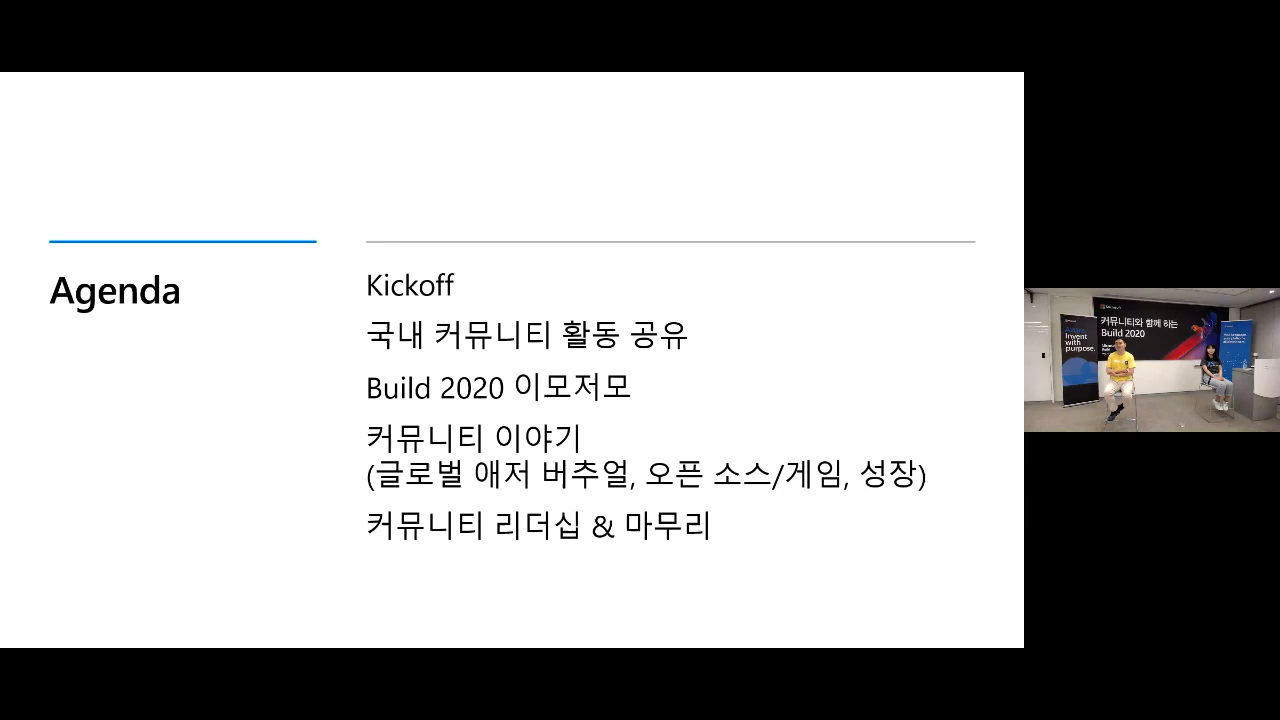 Agenda
Kickoff
국내 커뮤니티 활동 공유
Build 2020 이모저모
커뮤니티 이야기
(글로벌 애저 버추얼, 오픈 소스/게임, 성장)
커뮤니티 리더십 & 마무리
Microsoft
커뮤니티와 함께 하는
Build 2020
Azure.
Invent
with
purpose.